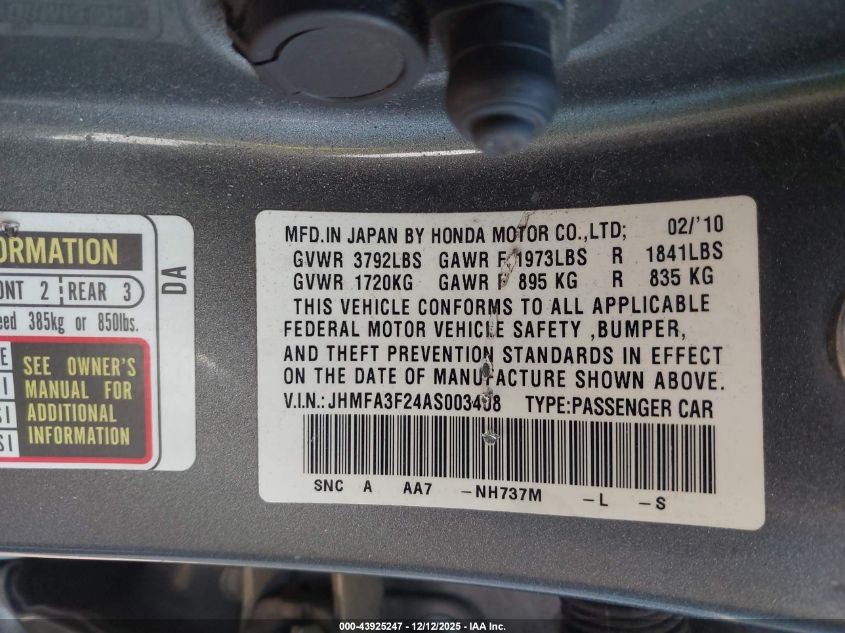 ORMATION
ONT 2 REAR 3
eed 385kg or 850lbs.
E
SEE OWNER'S
MANUAL FOR
ADDITIONAL
INFORMATION
I
SI
SI
DA
MFD.IN JAPAN BY HONDA MOTOR CO.,LTD; 02/'10
GVWR 3792LBS GAWR F 1973LBS R 1841LBS
GVWR 1720KG GAWR F 895 KG R 835 KG
THIS VEHICLE CONFORMS TO ALL APPLICABLE
FEDERAL MOTOR VEHICLE SAFETY ,BUMPER,
AND THEFT PREVENTION STANDARDS IN EFFECT
ON THE DATE OF MANUFACTURE SHOWN ABOVE.
V.I.N.: JHMFA3F24AS003408 TYPE:PASSENGER CAR
SNC A AA7 -NH737M -L -S
000-43925247 - 12/12/2025 - IAA Inc.